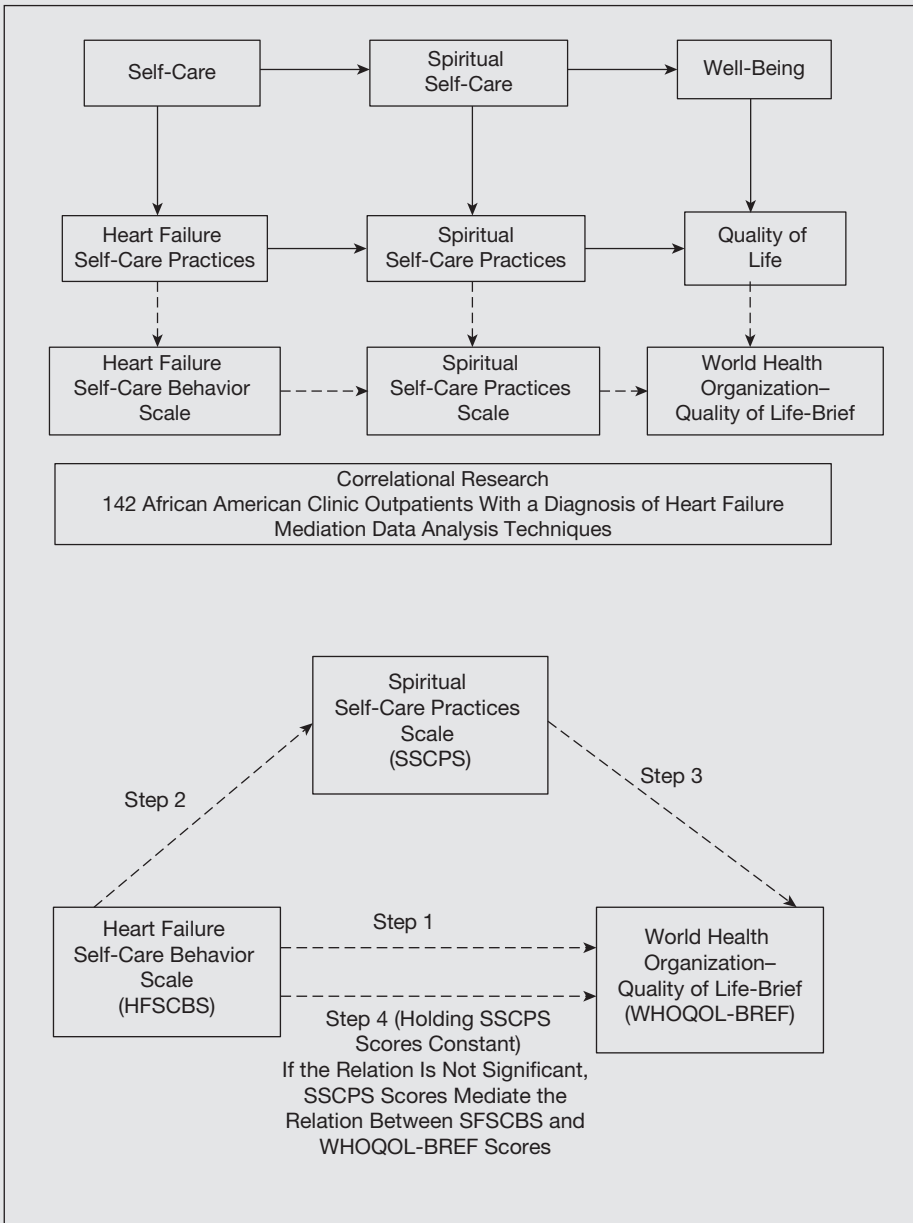 Self-Care
Spiritual
Self-Care
Well-Being
Heart Failure
Self-Care Practices
Spiritual
Self-Care Practices
Quality of
Life
Heart Failure
Self-Care Behavior
Scale
Spiritual
Self-Care Practices
Scale
World Health
Organization–
Quality of Life-Brief
Correlational Research
142 African American Clinic Outpatients With a Diagnosis of Heart Failure
Mediation Data Analysis Techniques
Spiritual
Self-Care Practices
Scale
(SSCPS)
Step 2
Step 3
Heart Failure
Self-Care Behavior
Scale
(HFSCBS)
Step 1
World Health
Organization–
Quality of Life-Brief
(WHOQOL-BREF)
Step 4 (Holding SSCPS
Scores Constant)
If the Relation Is Not Significant,
SSCPS Scores Mediate the
Relation Between SFSCBS and
WHOQOL-BREF Scores